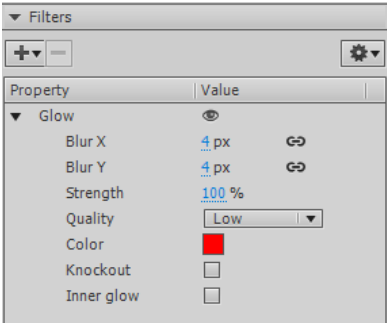 Filters
Property Value
Glow
Blur X 4 px
Blur Y 4 px
Strength 100 %
Quality Low
Color
Knockout
Inner glow